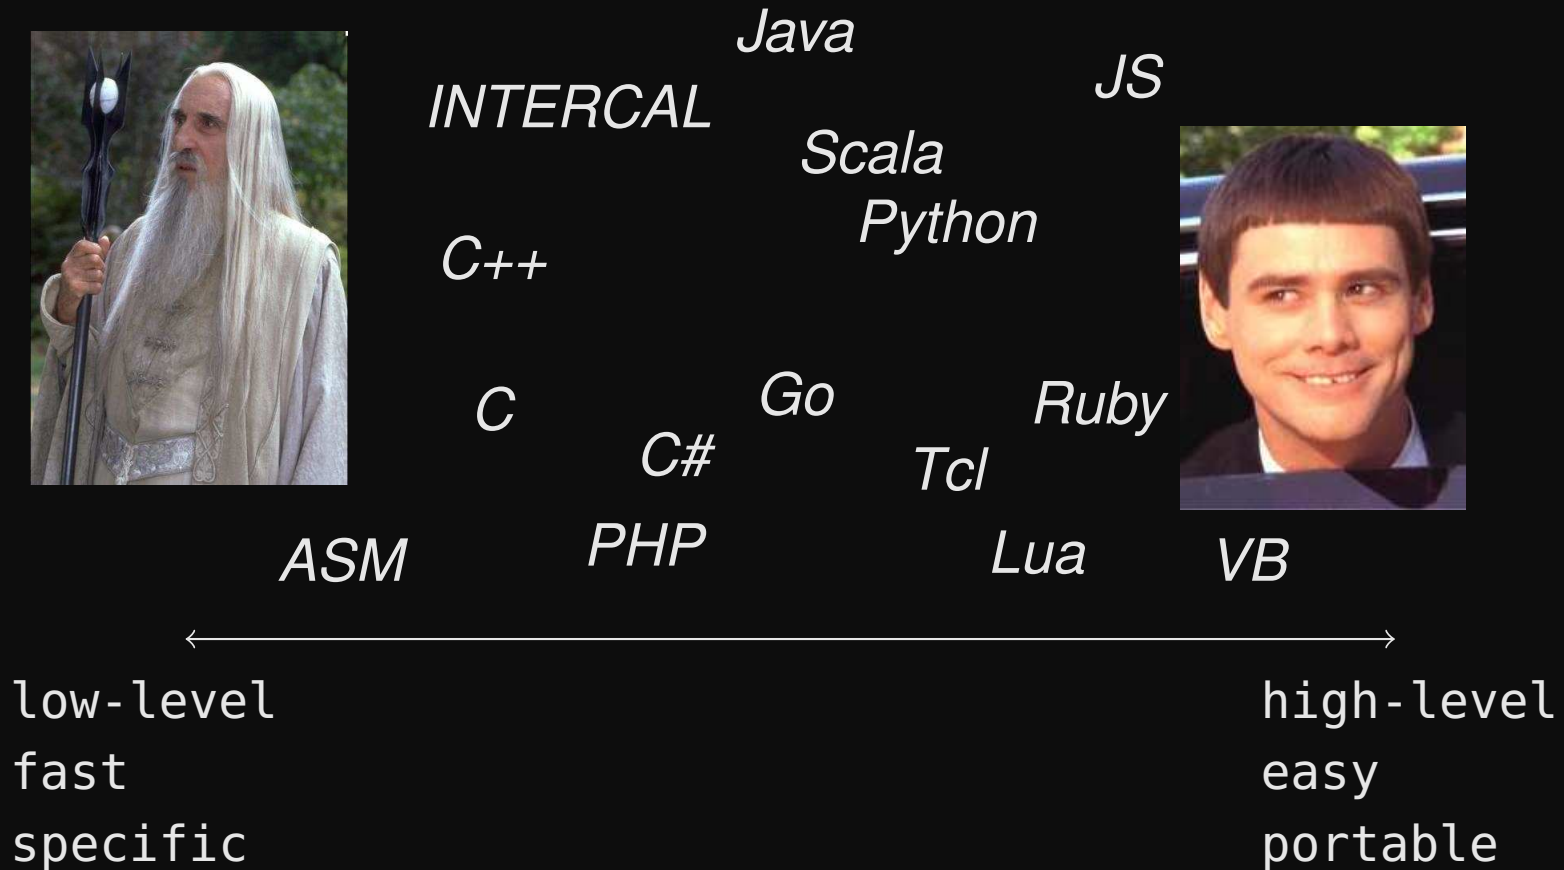 Java
JS
INTERCAL
Scala
Python
C++
Go
Ruby
C
C#
Tcl
PHP
Lua
ASM
VB
low-level
high-level
fast
easy
specific
portable